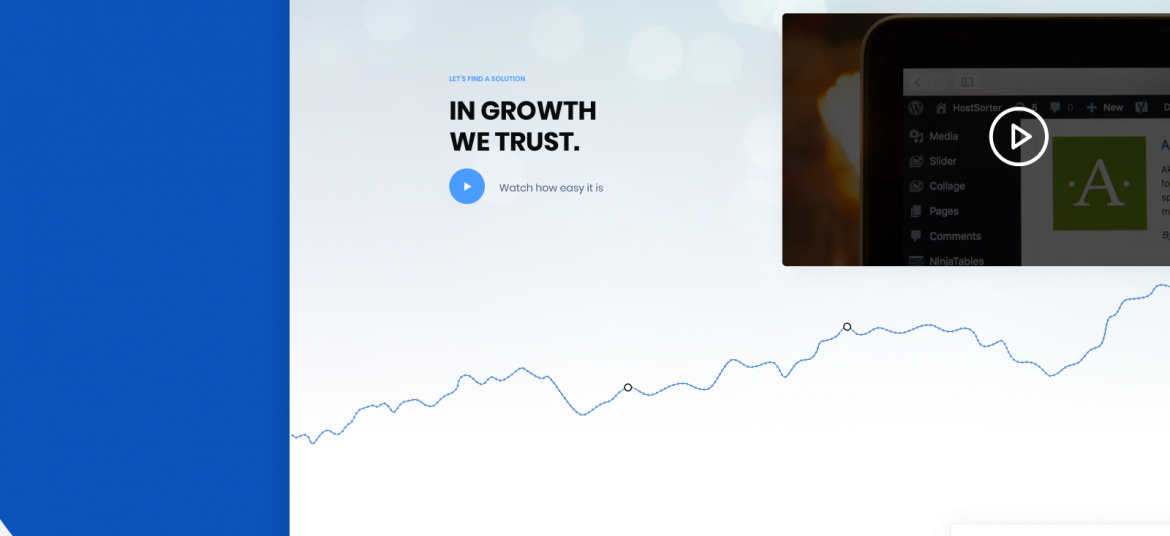 LET'S FIND A SOLUTION
IN GROWTH
WE TRUST.
Watch how easy it is
HostSorter
0
New
Media
Slider
Collage
Pages
Comments
NinjaTables
A